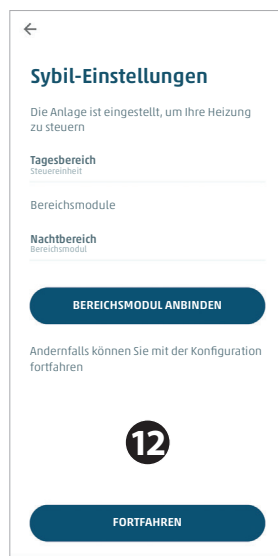 Sybil-Einstellungen
Die Anlage ist eingestellt, um Ihre Heizung
zu steuern
Tagesbereich
Steuereinheit
Bereichsmodule
Nachtbereich
Bereichsmodul
BEREICHSMODUL ANBINDEN
Andernfalls können Sie mit der Konfiguration
fortfahren
12
FORTFAHREN